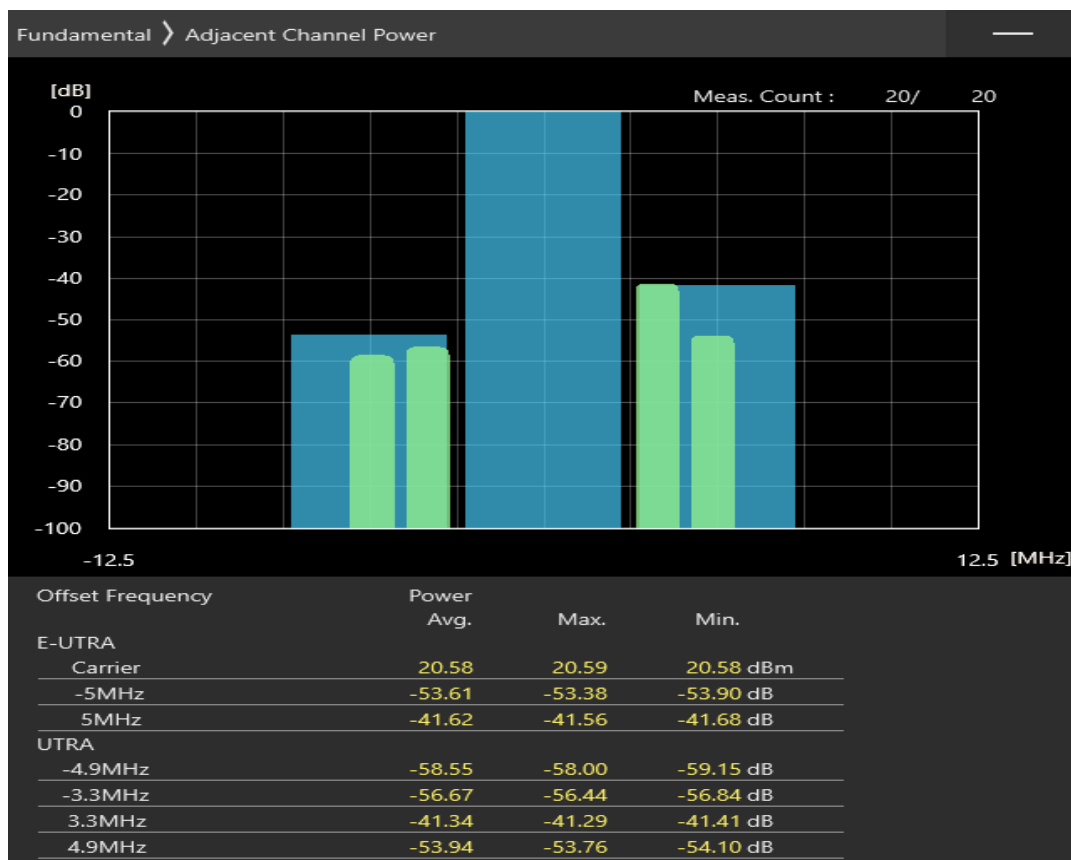 Fundamental ❯ Adjacent Channel Power
[dB]
Meas. Count : 20/ 20
0
-10
-20
-30
-40
-50
-60
-70
-80
-90
-100
-12.5 12.5 [MHz]
Offset Frequency Power
Avg. Max. Min.
E-UTRA
Carrier 20.58 20.59 20.58 dBm
-5MHz -53.61 -53.38 -53.90 dB
5MHz -41.62 -41.56 -41.68 dB
UTRA
-4.9MHz -58.55 -58.00 -59.15 dB
-3.3MHz -56.67 -56.44 -56.84 dB
3.3MHz -41.34 -41.29 -41.41 dB
4.9MHz -53.94 -53.76 -54.10 dB